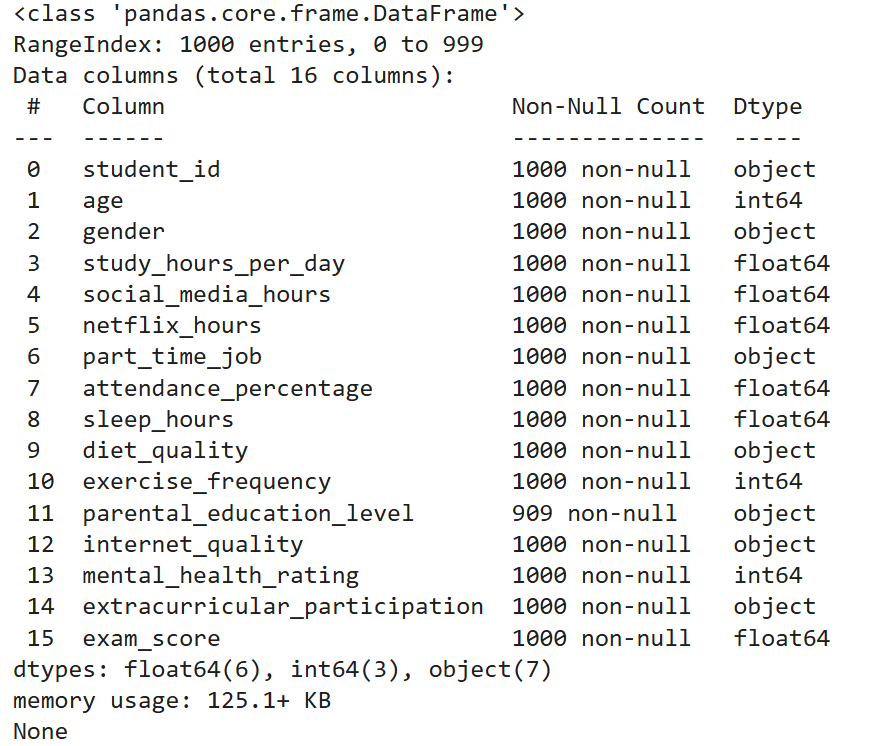 <class 'pandas.core.frame.DataFrame'>
RangeIndex: 1000 entries, 0 to 999
Data columns (total 16 columns):
 #   Column                         Non-Null Count  Dtype
---  ------                         --------------  -----
 0   student_id                     1000 non-null   object
 1   age                            1000 non-null   int64
 2   gender                         1000 non-null   object
 3   study_hours_per_day            1000 non-null   float64
 4   social_media_hours             1000 non-null   float64
 5   netflix_hours                  1000 non-null   float64
 6   part_time_job                  1000 non-null   object
 7   attendance_percentage          1000 non-null   float64
 8   sleep_hours                    1000 non-null   float64
 9   diet_quality                   1000 non-null   object
 10  exercise_frequency             1000 non-null   int64
 11  parental_education_level       909 non-null    object
 12  internet_quality               1000 non-null   object
 13  mental_health_rating           1000 non-null   int64
 14  extracurricular_participation  1000 non-null   object
 15  exam_score                     1000 non-null   float64
dtypes: float64(6), int64(3), object(7)
memory usage: 125.1+ KB
None